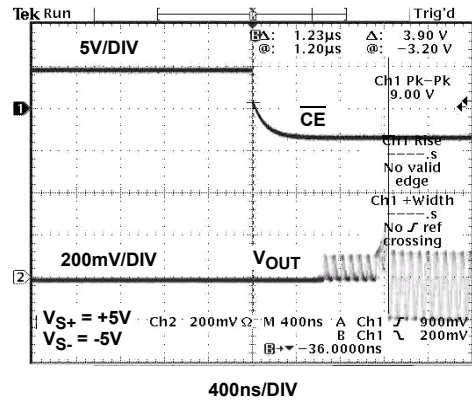 Tek Run
Trig'd
5V/DIV
Δ: 1.23µs Δ: 3.90 V
@: 1.20µs @: −3.20 V
Ch1 Pk−Pk
9.00 V
1
CE
Ch1 Rise
−−−−.s
No valid
edge
Ch1 +Width
−−−−.s
No ƒ ref
crossing
200mV/DIV
VOUT
2
VS+ = +5V
VS- = -5V
Ch2 200mV Ω M 400ns A Ch1 ƒ 900mV
B Ch1 200mV
B −36.0000ns
400ns/DIV